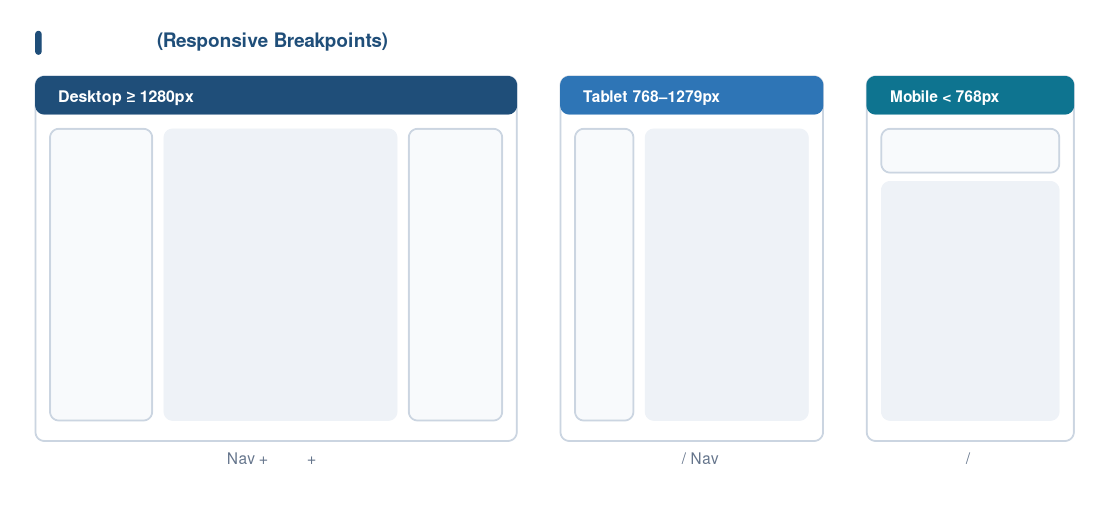 (Responsive Breakpoints)
Desktop ≥ 1280px
Tablet 768–1279px
Mobile < 768px
Nav + +
/ Nav
/